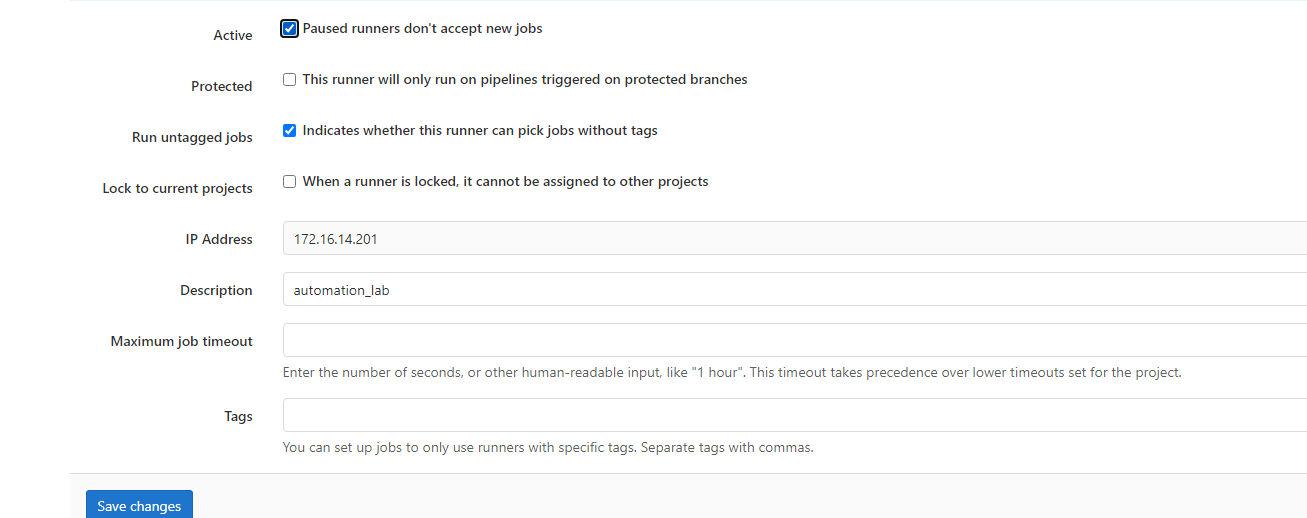 Active Paused runners don't accept new jobs
Protected This runner will only run on pipelines triggered on protected branches
Run untagged jobs Indicates whether this runner can pick jobs without tags
Lock to current projects When a runner is locked, it cannot be assigned to other projects
IP Address 172.16.14.201
Description automation_lab
Maximum job timeout
Enter the number of seconds, or other human-readable input, like "1 hour". This timeout takes precedence over lower timeouts set for the project.
Tags
You can set up jobs to only use runners with specific tags. Separate tags with commas.
Save changes